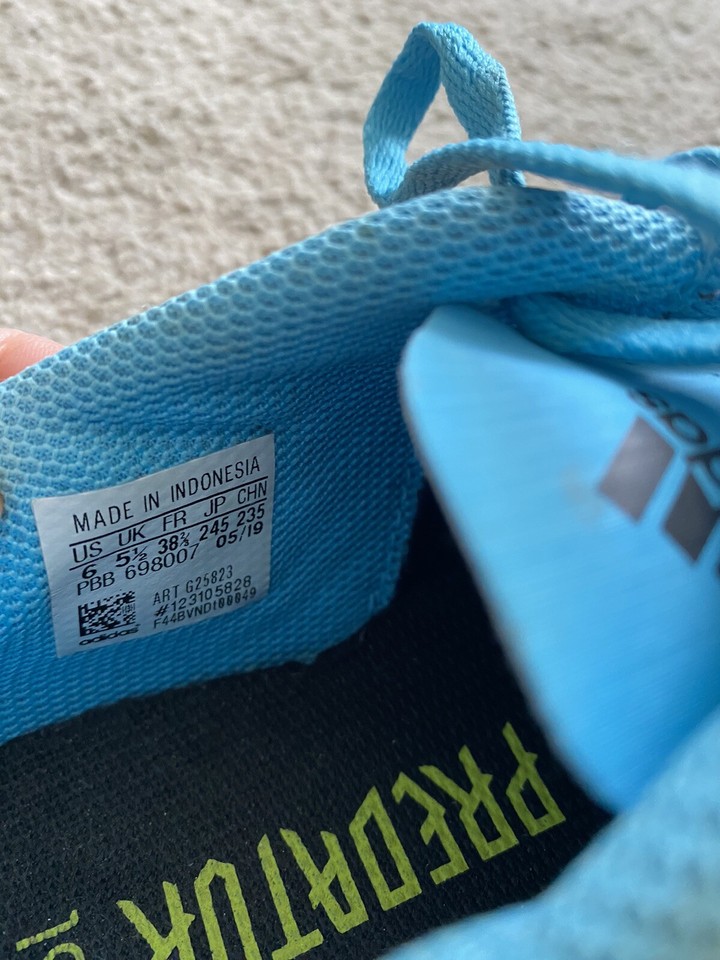 MADE IN INDONESIA
US UK FR JP CHN
6 5½ 38⅔ 245 235
PBB 698007 05/19
ART G25823
#123105828
F44BVND100049
adidas
PREDATOR